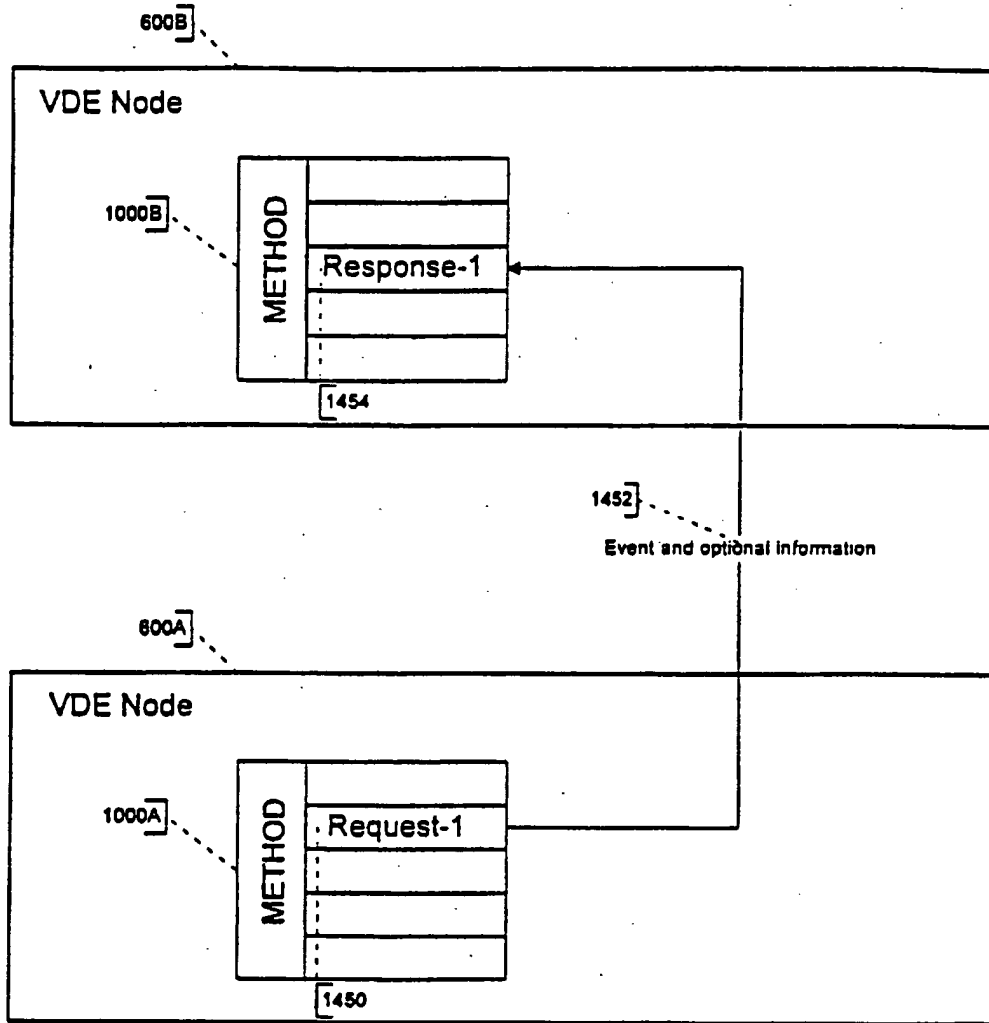 600B
VDE Node
1000B
METHOD
Response-1
1454
1452
Event and optional information
600A
VDE Node
1000A
METHOD
Request-1
1450